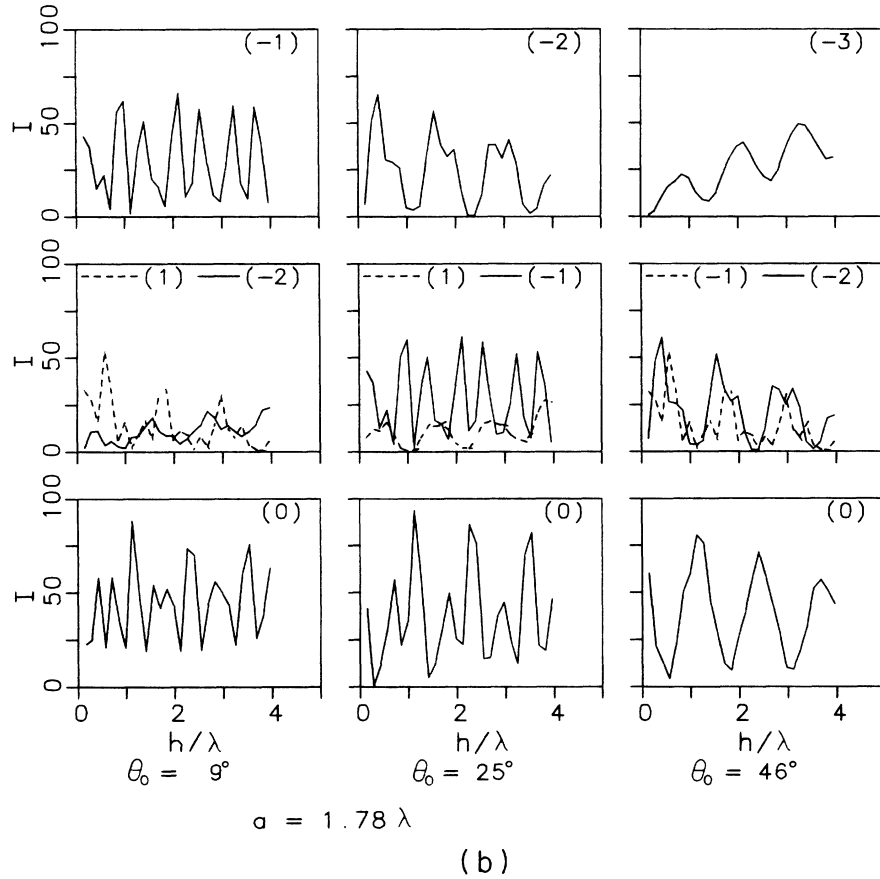 100
(-1)
(-2)
(-3)
50
I
0
100
(1) (-2)
(1) (-1)
(-1) (-2)
50
I
0
100
(0)
(0)
(0)
50
I
0
0 2 4
0 2 4
0 2 4
h/λ
h/λ
h/λ
θ₀ = 9°
θ₀ = 25°
θ₀ = 46°
a = 1.78 λ
(b)